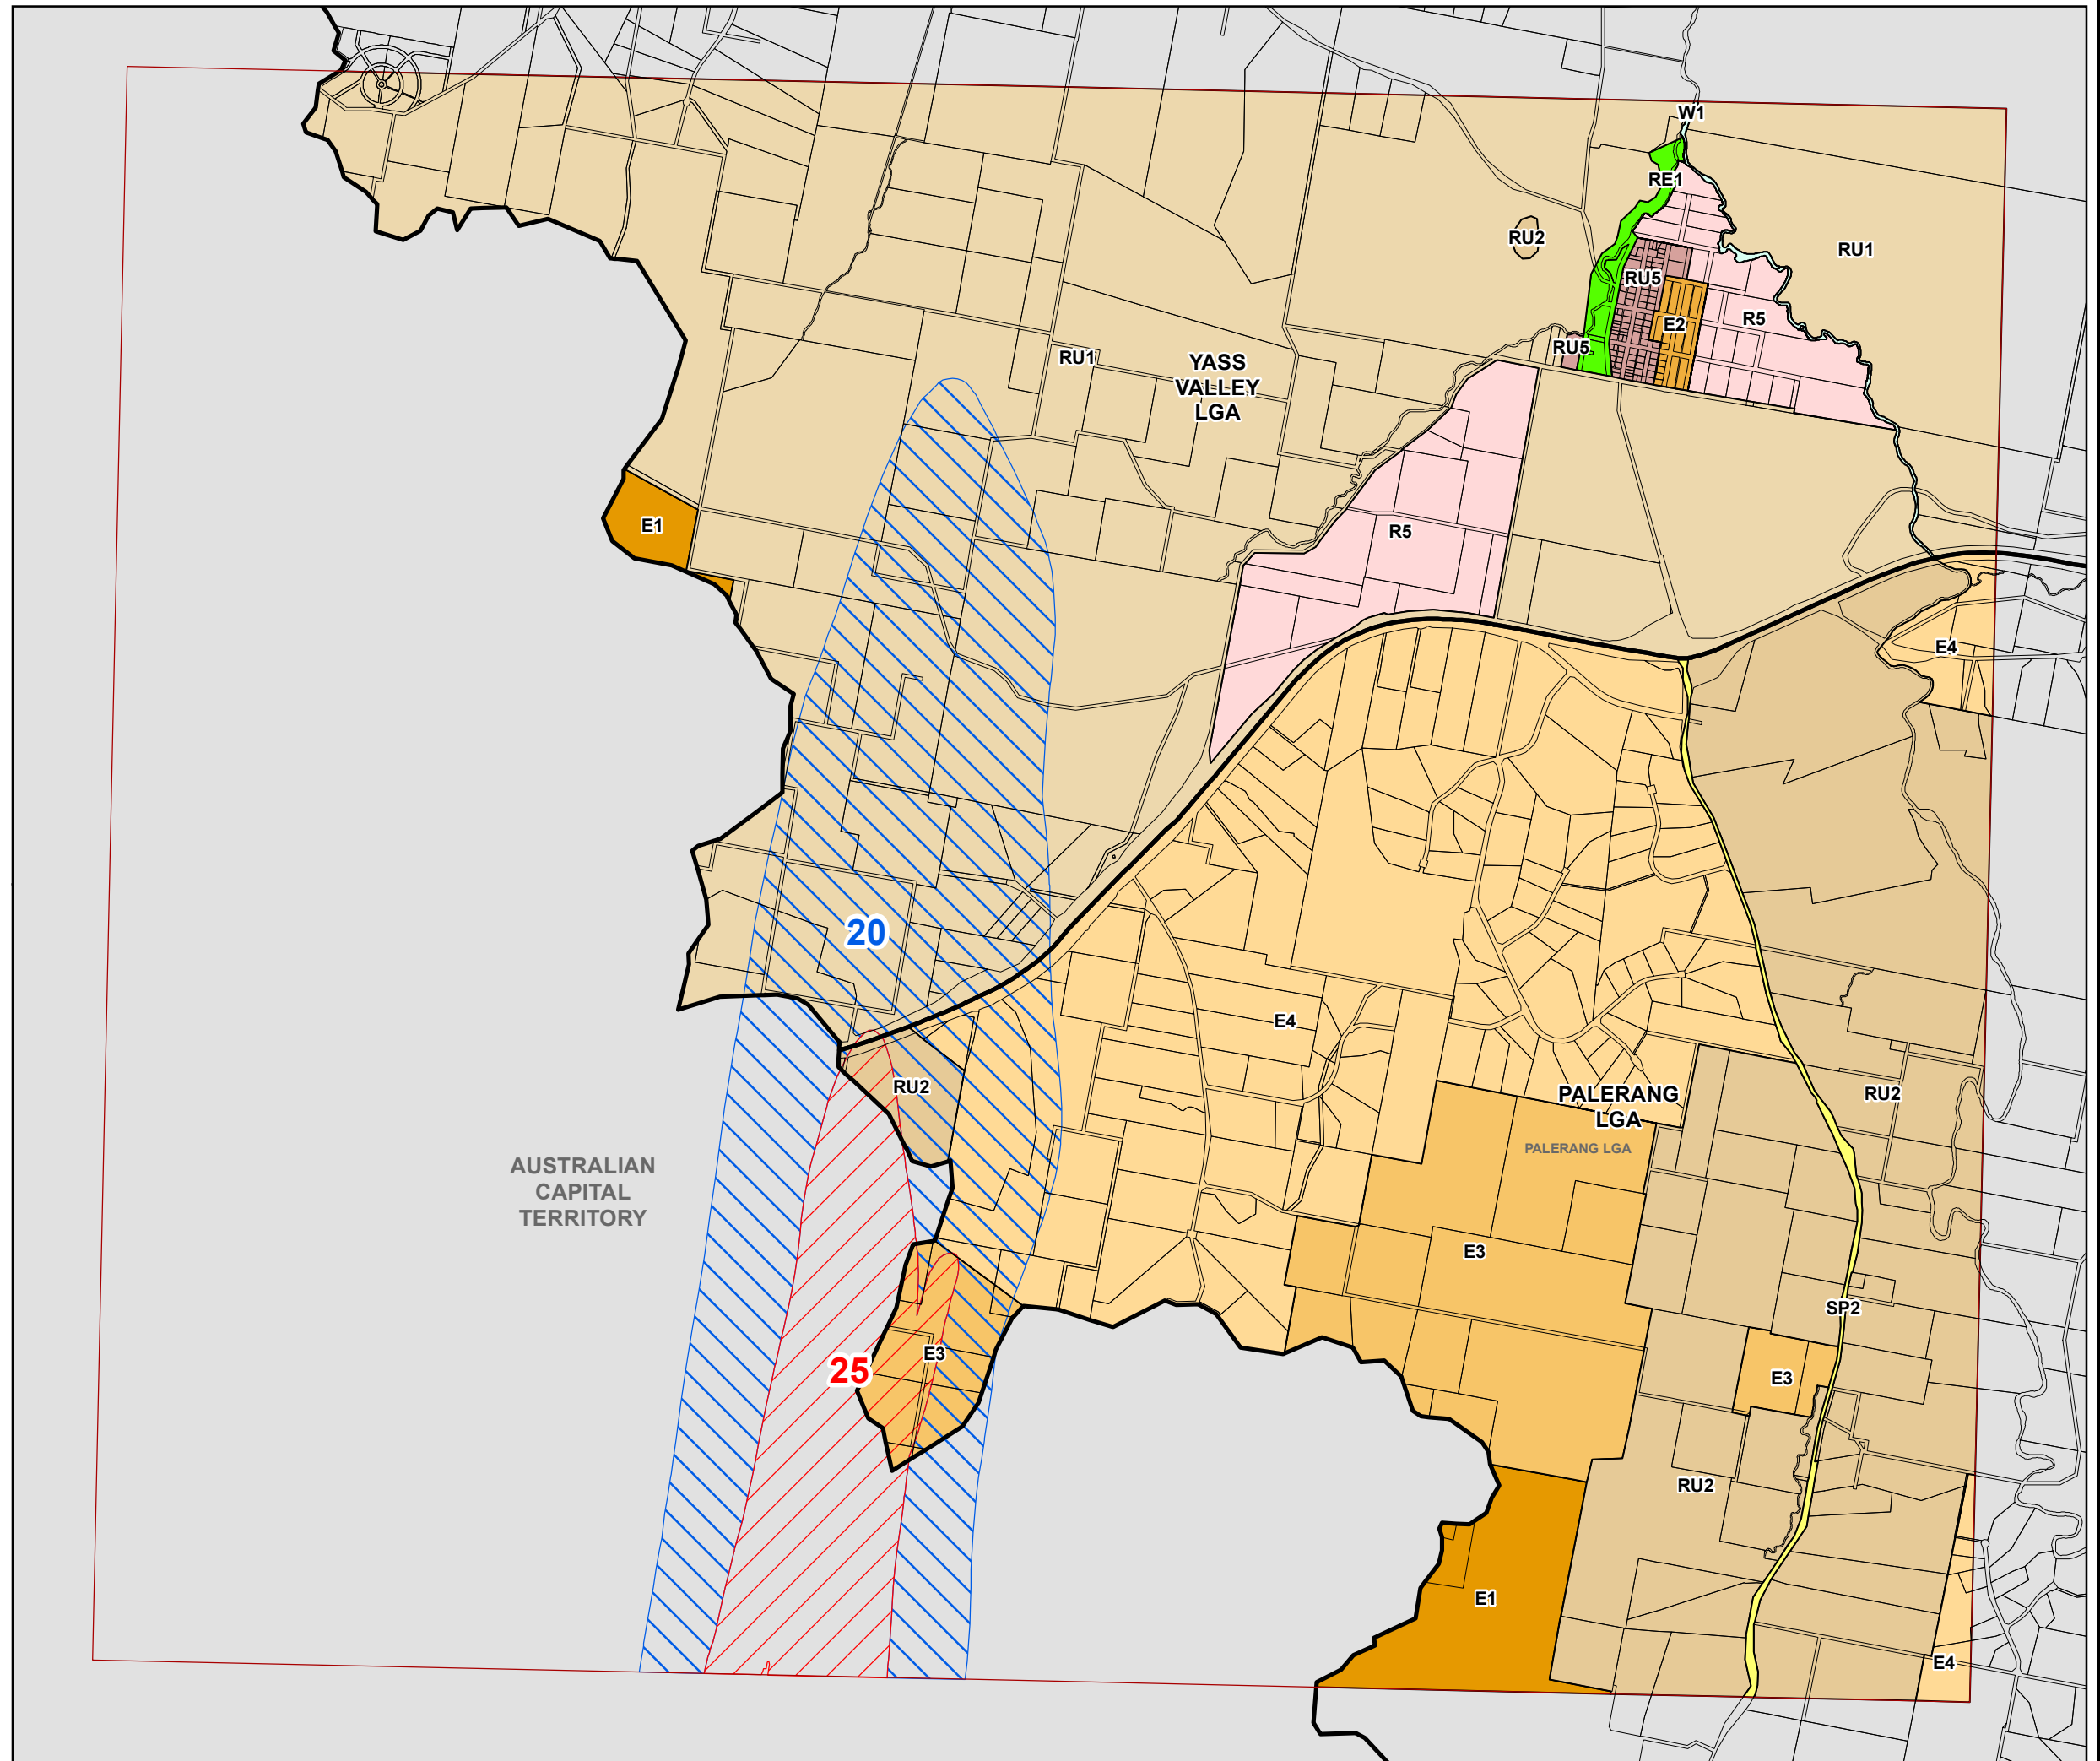 W1
RE1
RU2
RU1
RU5
R5
E2
RU5
RU1
YASS
VALLEY
LGA
E1
R5
E4
20
E4
RU2
PALERANG
LGA
RU2
PALERANG LGA
AUSTRALIAN
CAPITAL
TERRITORY
E3
SP2
E3
25
E3
RU2
E1
E4